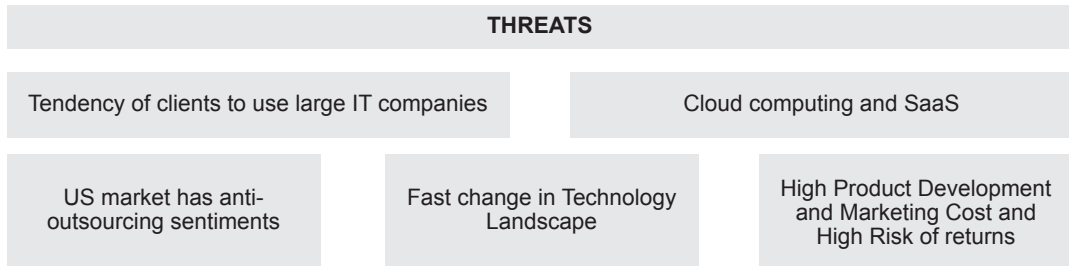 THREATS
Tendency of clients to use large IT companies
Cloud computing and SaaS
US market has anti-
outsourcing sentiments
Fast change in Technology
Landscape
High Product Development
and Marketing Cost and
High Risk of returns